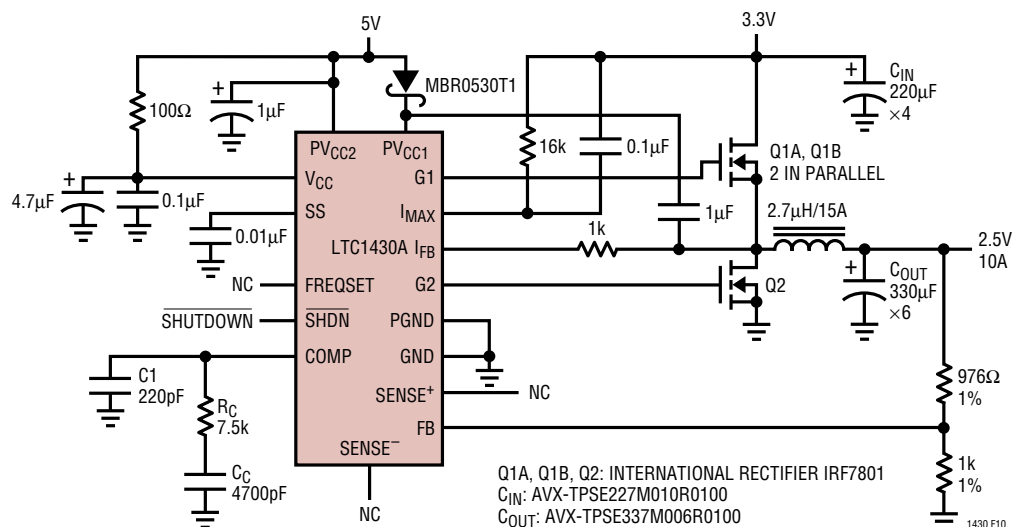 5V
3.3V
MBR0530T1
+
1µF
100Ω
+
C_IN
220µF
×4
PV_CC2
PV_CC1
16k
0.1µF
Q1A, Q1B
2 IN PARALLEL
V_CC
G1
+
4.7µF
0.1µF
SS
I_MAX
1µF
2.7µH/15A
0.01µF
LTC1430A
I_FB
1k
2.5V
10A
NC
FREQSET
G2
Q2
+
C_OUT
330µF
×6
SHUTDOWN
SHDN
PGND
COMP
GND
C1
220pF
SENSE+
NC
976Ω
1%
R_C
7.5k
FB
SENSE–
1k
1%
C_C
4700pF
NC
Q1A, Q1B, Q2: INTERNATIONAL RECTIFIER IRF7801
C_IN: AVX-TPSE227M010R0100
C_OUT: AVX-TPSE337M006R0100
1430 F10